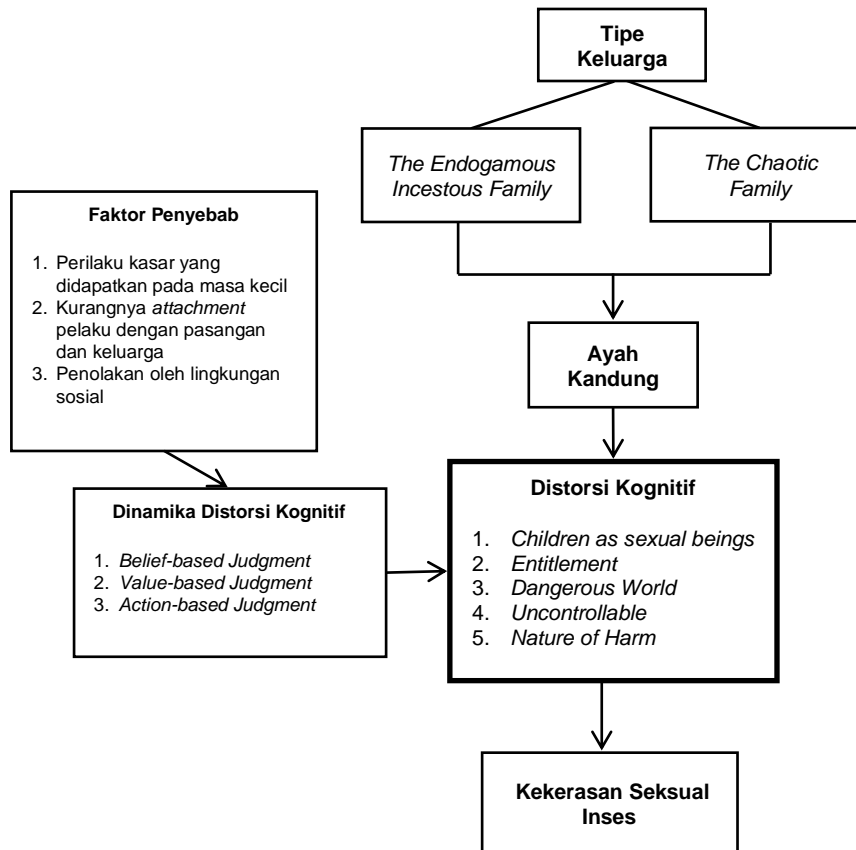 Tipe
Keluarga
The Endogamous
Incestous Family
The Chaotic
Family
Faktor Penyebab
1. Perilaku kasar yang
didapatkan pada masa kecil
2. Kurangnya attachment
pelaku dengan pasangan
dan keluarga
3. Penolakan oleh lingkungan
sosial
Ayah
Kandung
Dinamika Distorsi Kognitif
1. Belief-based Judgment
2. Value-based Judgment
3. Action-based Judgment
Distorsi Kognitif
1. Children as sexual beings
2. Entitlement
3. Dangerous World
4. Uncontrollable
5. Nature of Harm
Kekerasan Seksual
Inses